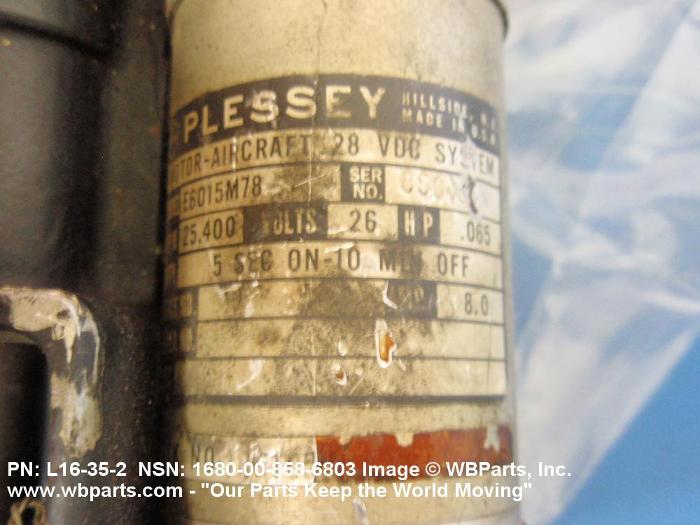 PLESSEY
HILLSIDE, N.J.
MADE IN U.S.A.
MOTOR-AIRCRAFT 28 VDC SYSTEM
E6015M78 SER NO.
25,400 VOLTS 26 HP .065
5 SEC ON-10 MIN OFF
8.0
NO
PN: L16-35-2 NSN: 1680-00-858-6803 Image © WBParts, Inc.
www.wbparts.com - "Our Parts Keep the World Moving"